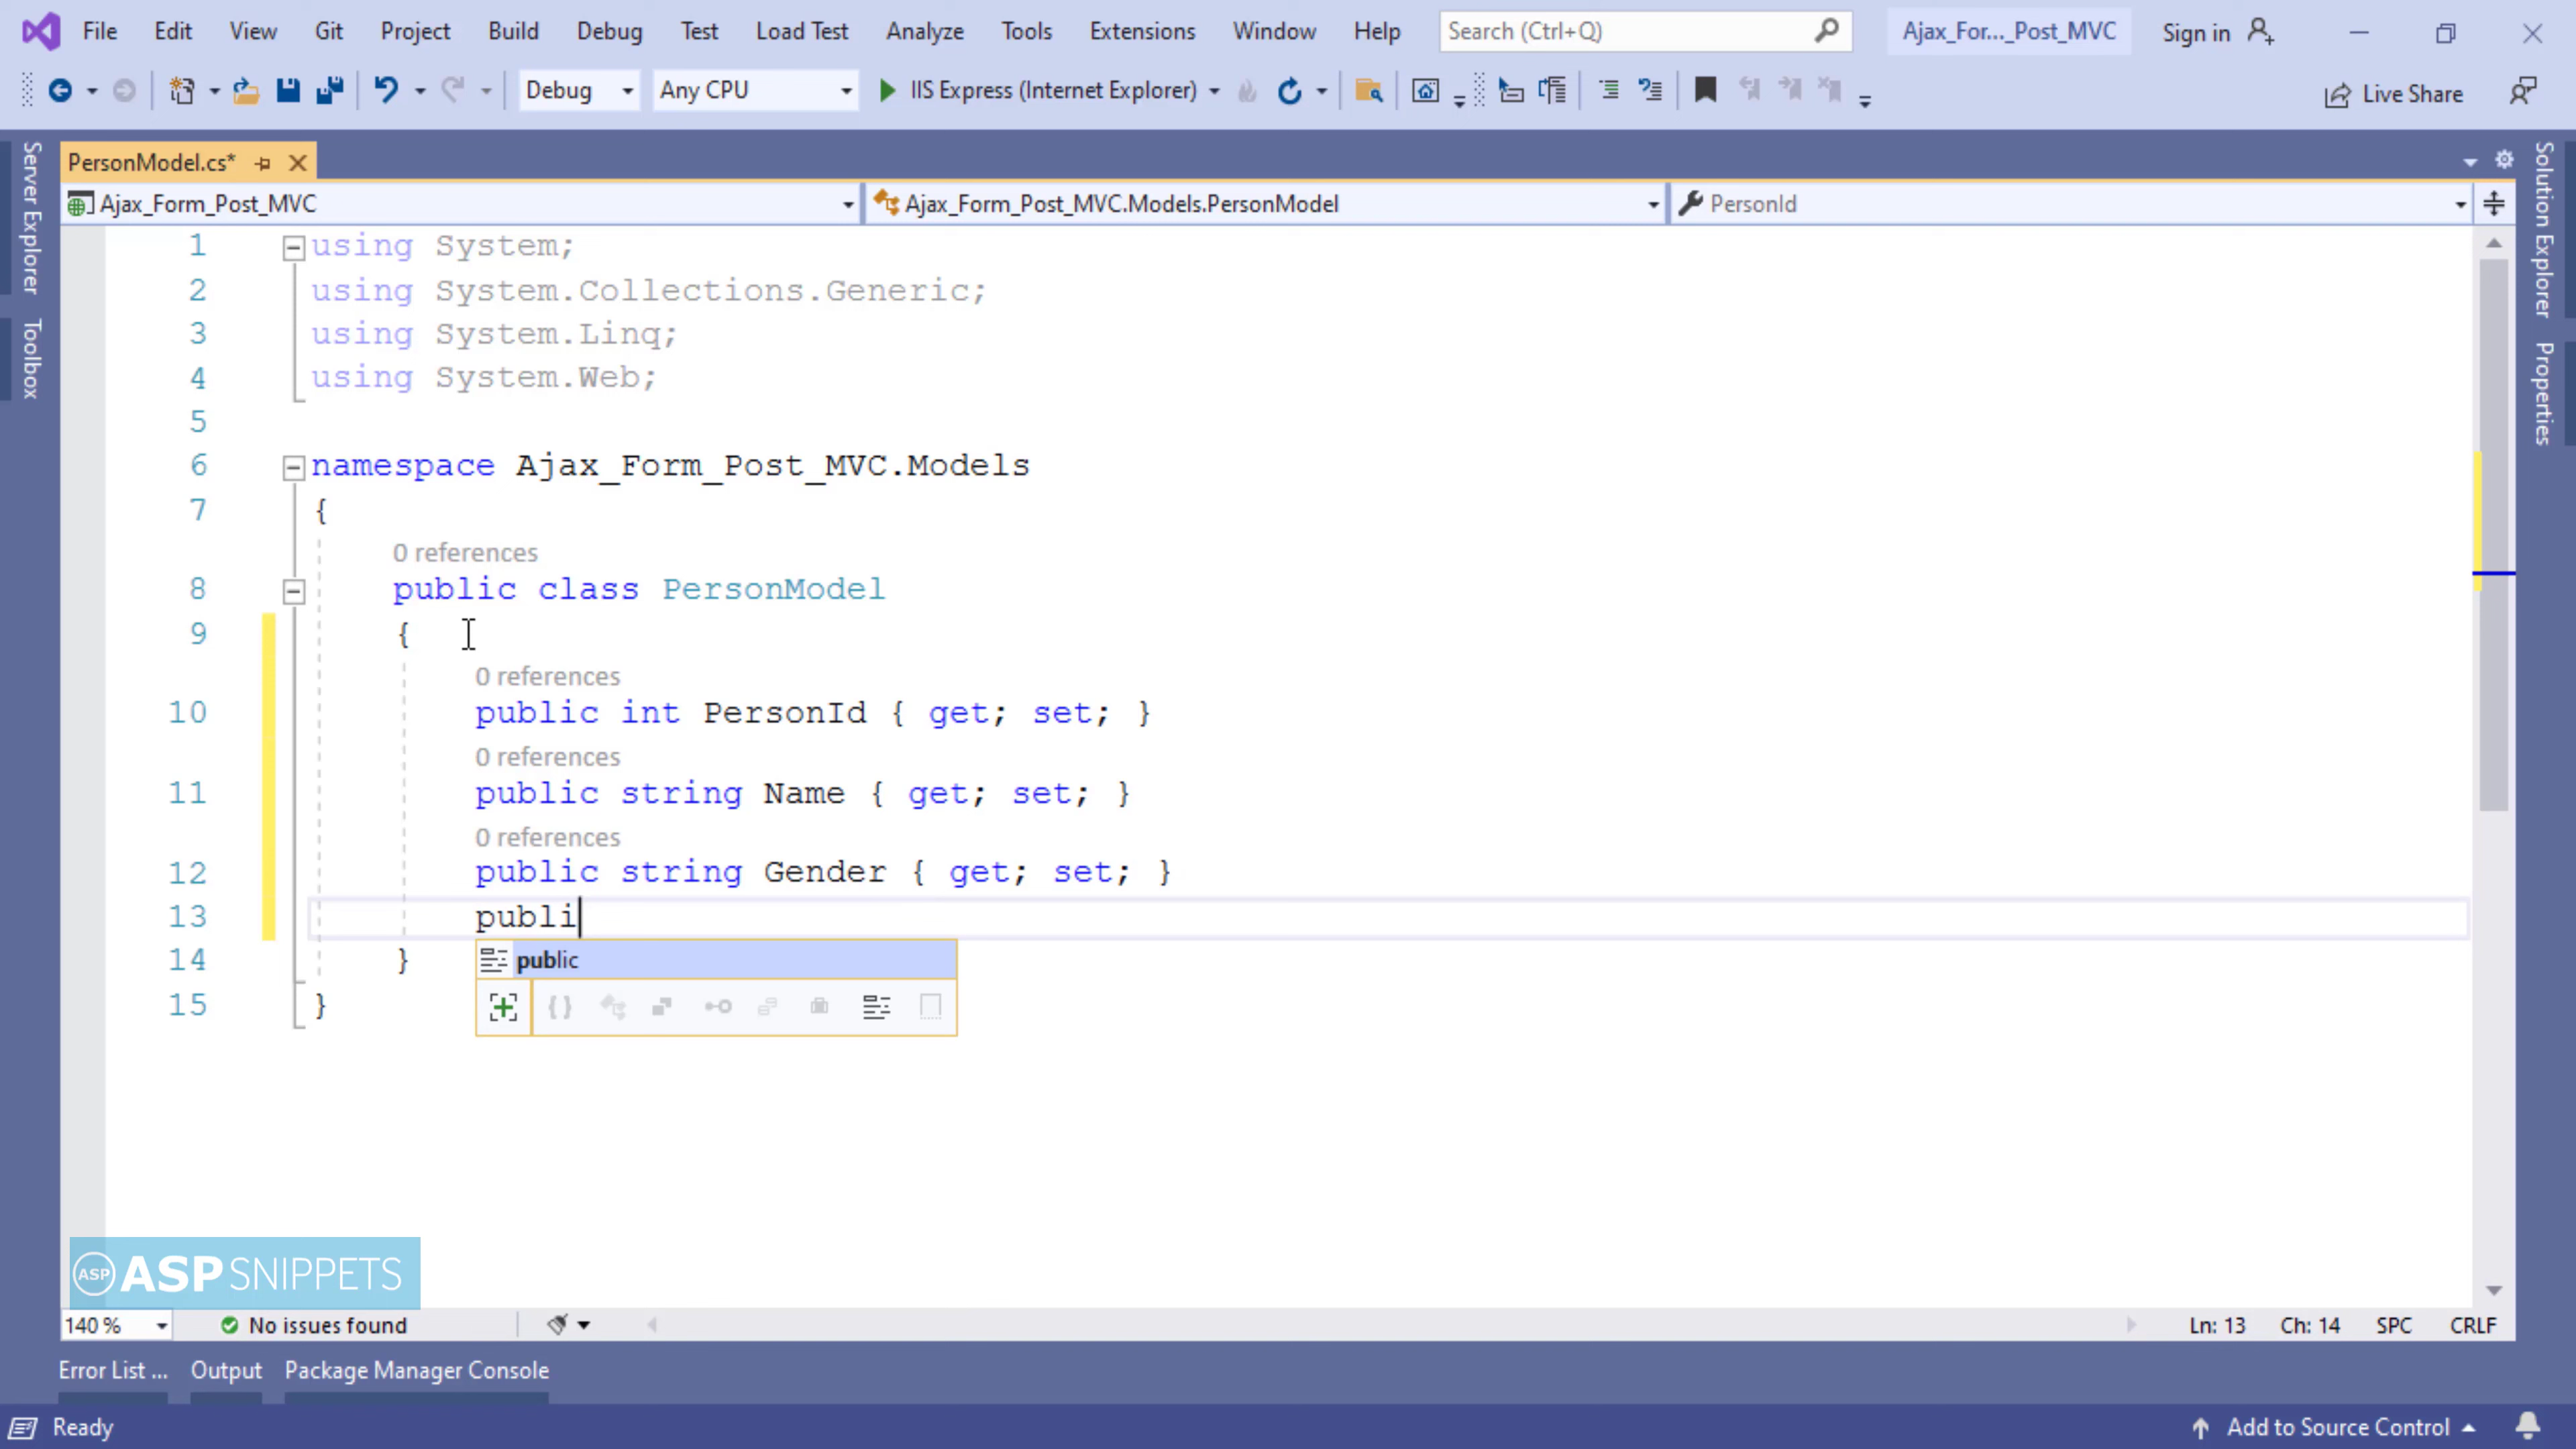 File Edit View Git Project Build Debug Test Load Test Analyze Tools Extensions Window Help Search (Ctrl+Q) Ajax_For..._Post_MVC Sign in
Debug Any CPU IIS Express (Internet Explorer) Live Share
Server Explorer
Toolbox
Solution Explorer
Properties
PersonModel.cs*
Ajax_Form_Post_MVC Ajax_Form_Post_MVC.Models.PersonModel PersonId
1 using System;
2 using System.Collections.Generic;
3 using System.Linq;
4 using System.Web;
5
6 namespace Ajax_Form_Post_MVC.Models
7 {
0 references
8 public class PersonModel
9 {
0 references
10 public int PersonId { get; set; }
0 references
11 public string Name { get; set; }
0 references
12 public string Gender { get; set; }
13 publi
public
14 }
15 }
ASP ASPSNIPPETS
140 % No issues found Ln: 13 Ch: 14 SPC CRLF
Error List ... Output Package Manager Console
Ready Add to Source Control